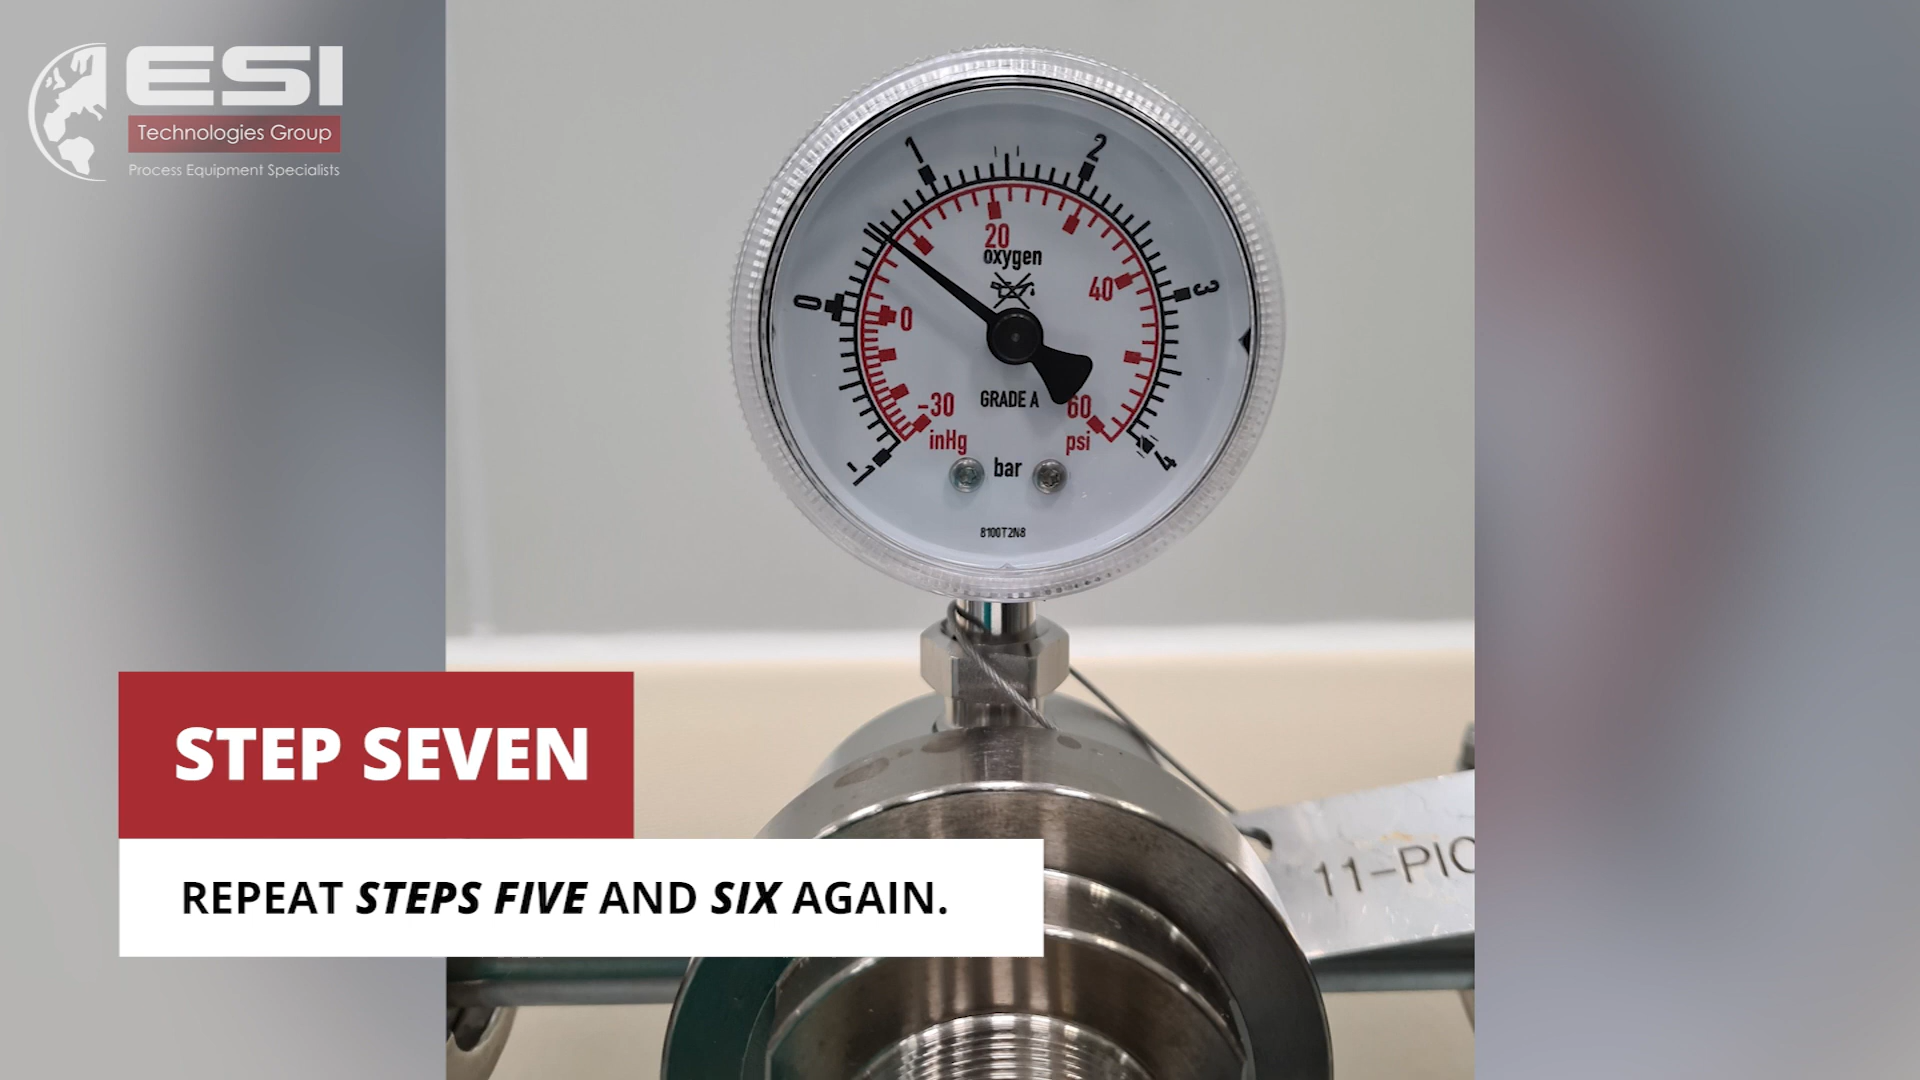 ESI
Technologies Group
Process Equipment Specialists
1 2
20
oxygen
0 0 40 3
-30 GRADE A 60
inHg psi
-1 bar 4
8100T2N8
STEP SEVEN
11-PIC
REPEAT STEPS FIVE AND SIX AGAIN.